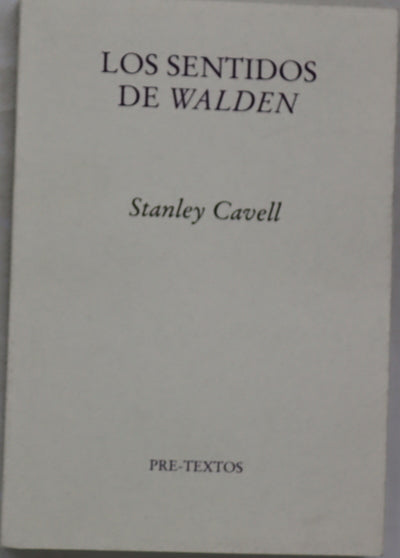 LOS SENTIDOS
DE WALDEN
Stanley Cavell
PRE-TEXTOS